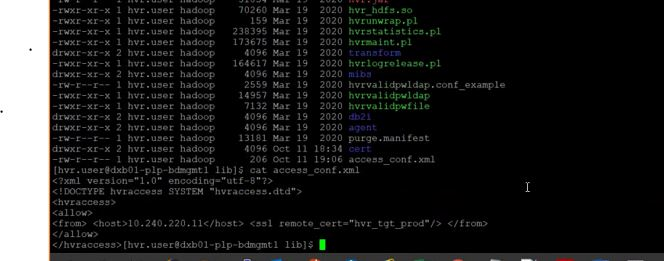 -rwxr-xr-x 1 hvr.user hadoop 70260 Mar 19 2020 hvr_hdfs.so
-rwxr-xr-x 1 hvr.user hadoop 159 Mar 19 2020 hvrunwrap.pl
-rwxr-xr-x 1 hvr.user hadoop 238395 Mar 19 2020 hvrstatistics.pl
-rwxr-xr-x 1 hvr.user hadoop 173675 Mar 19 2020 hvrmaint.pl
drwxr-xr-x 2 hvr.user hadoop 4096 Mar 19 2020 transform
-rwxr-xr-x 1 hvr.user hadoop 164617 Mar 19 2020 hvrlogrelease.pl
drwxr-xr-x 2 hvr.user hadoop 4096 Mar 19 2020 mibs
-rw-r--r-- 1 hvr.user hadoop 2559 Mar 19 2020 hvrvalidpwldap.conf_example
-rwxr-xr-x 1 hvr.user hadoop 14957 Mar 19 2020 hvrvalidpwldap
-rwxr-xr-x 1 hvr.user hadoop 7132 Mar 19 2020 hvrvalidpwfile
drwxr-xr-x 2 hvr.user hadoop 4096 Mar 19 2020 db2i
drwxr-xr-x 2 hvr.user hadoop 4096 Mar 19 2020 agent
-rw-r--r-- 1 hvr.user hadoop 13181 Mar 19 2020 purge.manifest
drwxr-xr-x 2 hvr.user hadoop 4096 Oct 11 18:34 cert
-rw-rw-r-- 1 hvr.user hadoop 206 Oct 11 19:06 access_conf.xml
[hvr.user@dxb01-plp-bdmgmt1 lib]$ cat access_conf.xml
<?xml version="1.0" encoding="utf-8"?>
<!DOCTYPE hvraccess SYSTEM "hvraccess.dtd">
<hvraccess>
<allow>
<from> <host>10.240.220.11</host> <ssl remote_cert="hvr_tgt_prod"/> </from>
</allow>
</hvraccess>[hvr.user@dxb01-plp-bdmgmt1 lib]$